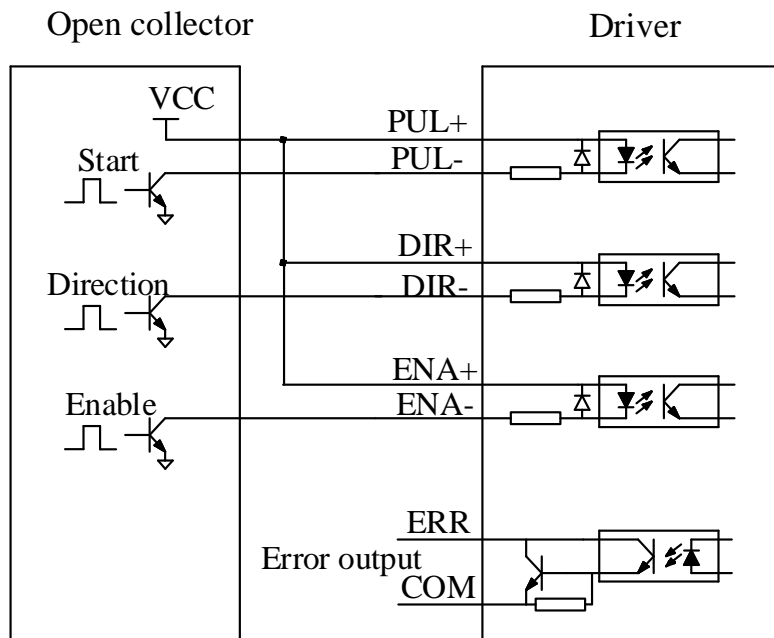 Open collector
Driver
VCC
PUL+
Start
PUL-
DIR+
Direction
DIR-
ENA+
Enable
ENA-
ERR
Error output
COM